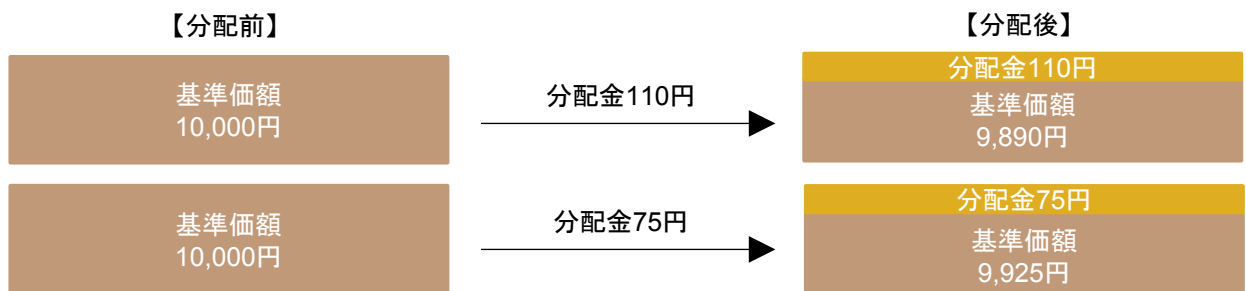 【分配前】
【分配後】
基準価額
10,000円
分配金110円
分配金110円
基準価額
9,890円
基準価額
10,000円
分配金75円
分配金75円
基準価額
9,925円